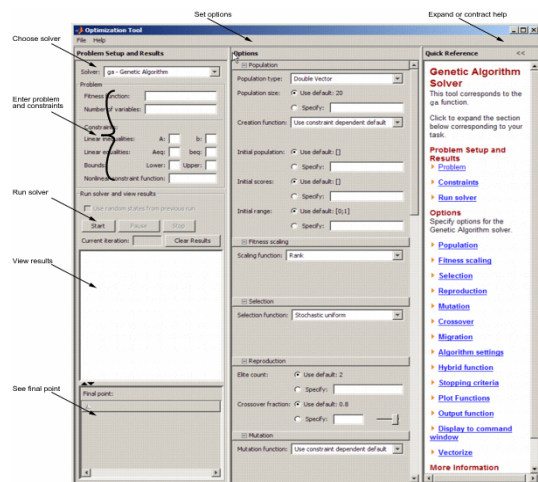 Set options
Expand or contract help
Choose solver
Enter problem
and constraints
Run solver
View results
See final point
Optimization Tool
File Help
Problem Setup and Results
Solver: ga - Genetic Algorithm
Problem
Fitness function:
Number of variables:
Constraints:
Linear inequalities: A: b:
Linear equalities: Aeq: beq:
Bounds: Lower: Upper:
Nonlinear constraint function:
Run solver and view results
Use random states from previous run
Start Pause Stop
Current iteration: Clear Results
Final point:
Options
Population
Population type: Double Vector
Population size: Use default: 20
Specify:
Creation function: Use constraint dependent default
Initial population: Use default: []
Specify:
Initial scores: Use default: []
Specify:
Initial range: Use default: [0;1]
Specify:
Fitness scaling
Scaling function: Rank
Selection
Selection function: Stochastic uniform
Reproduction
Elite count: Use default: 2
Specify:
Crossover fraction: Use default: 0.8
Specify:
Mutation
Mutation function: Use constraint dependent default
Quick Reference <<
Genetic Algorithm
Solver
This tool corresponds to the
ga function.
Click to expand the section
below corresponding to your
task.
Problem Setup and
Results
Problem
Constraints
Run solver
Options
Specify options for the
Genetic Algorithm solver.
Population
Fitness scaling
Selection
Reproduction
Mutation
Crossover
Migration
Algorithm settings
Hybrid function
Stopping criteria
Plot Functions
Output function
Display to command
window
Vectorize
More Information